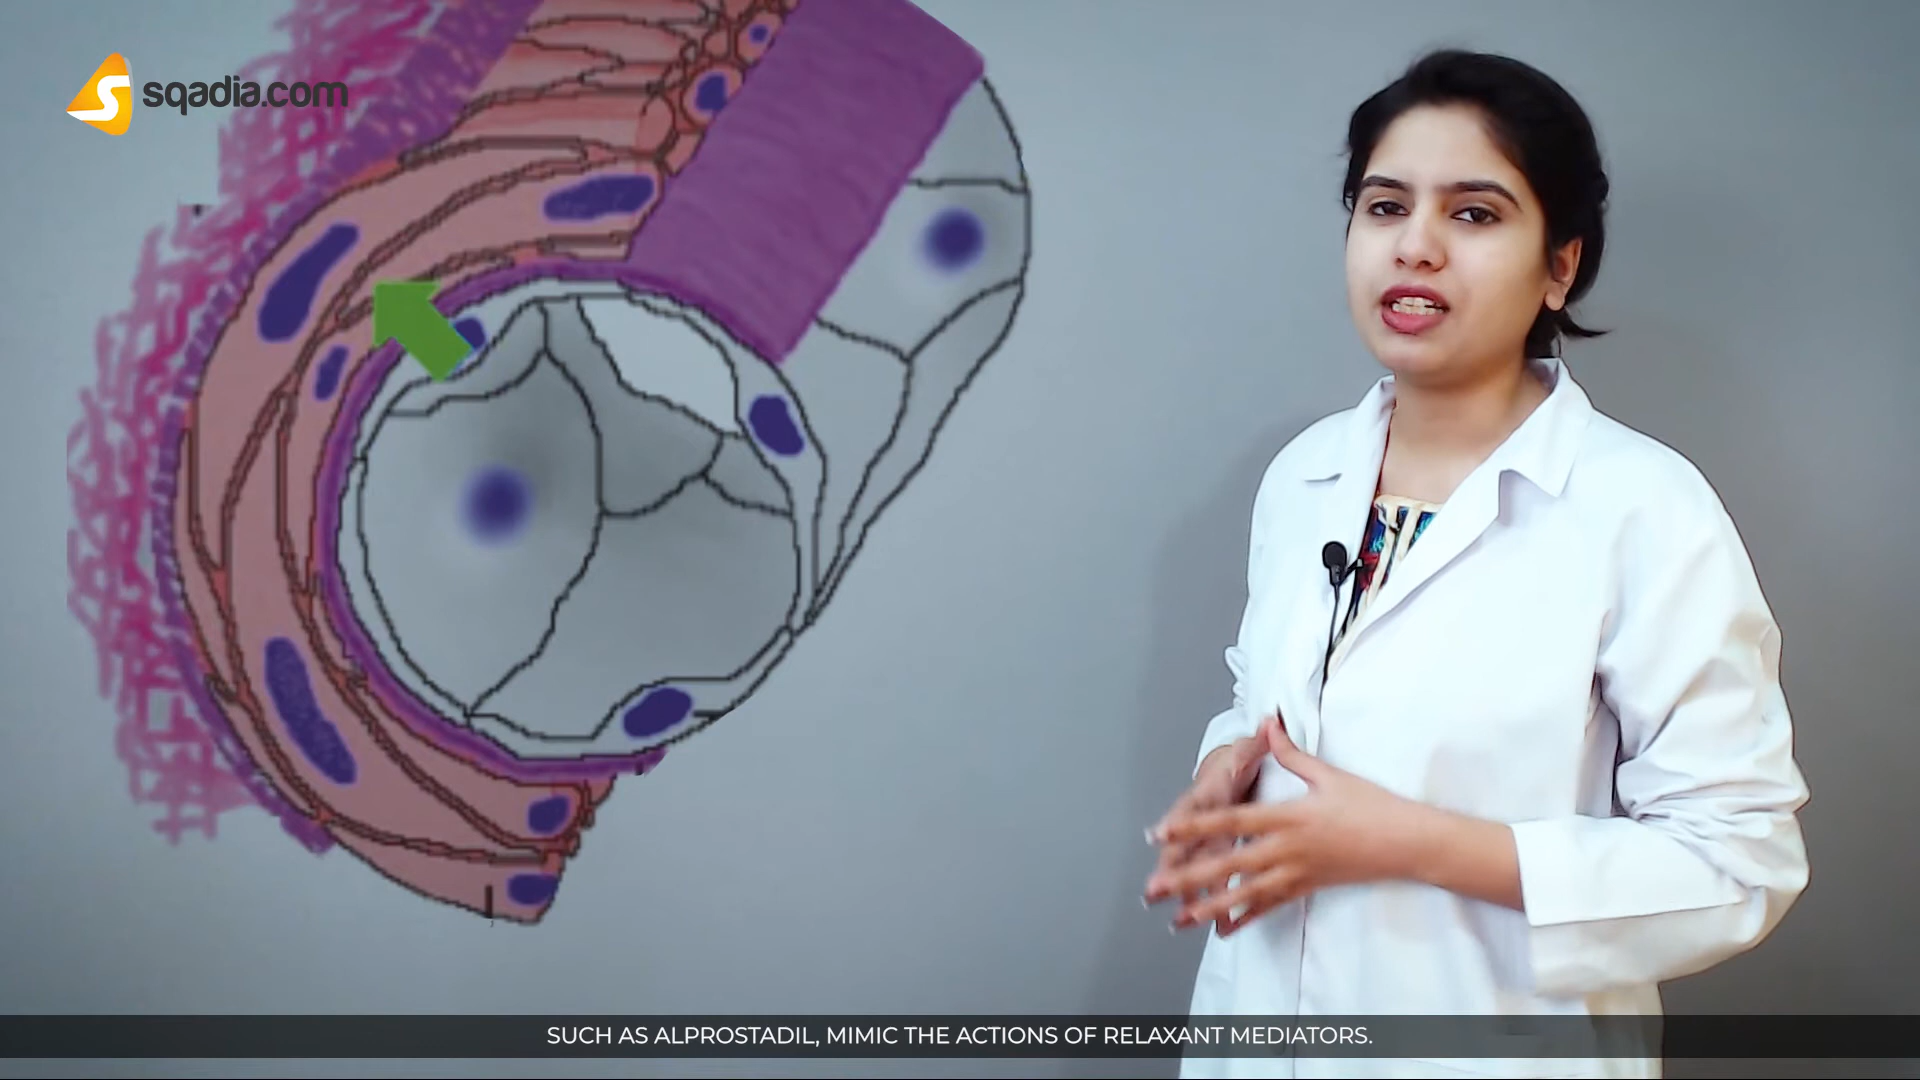 sqadia.com
SUCH AS ALPROSTADIL, MIMIC THE ACTIONS OF RELAXANT MEDIATORS.